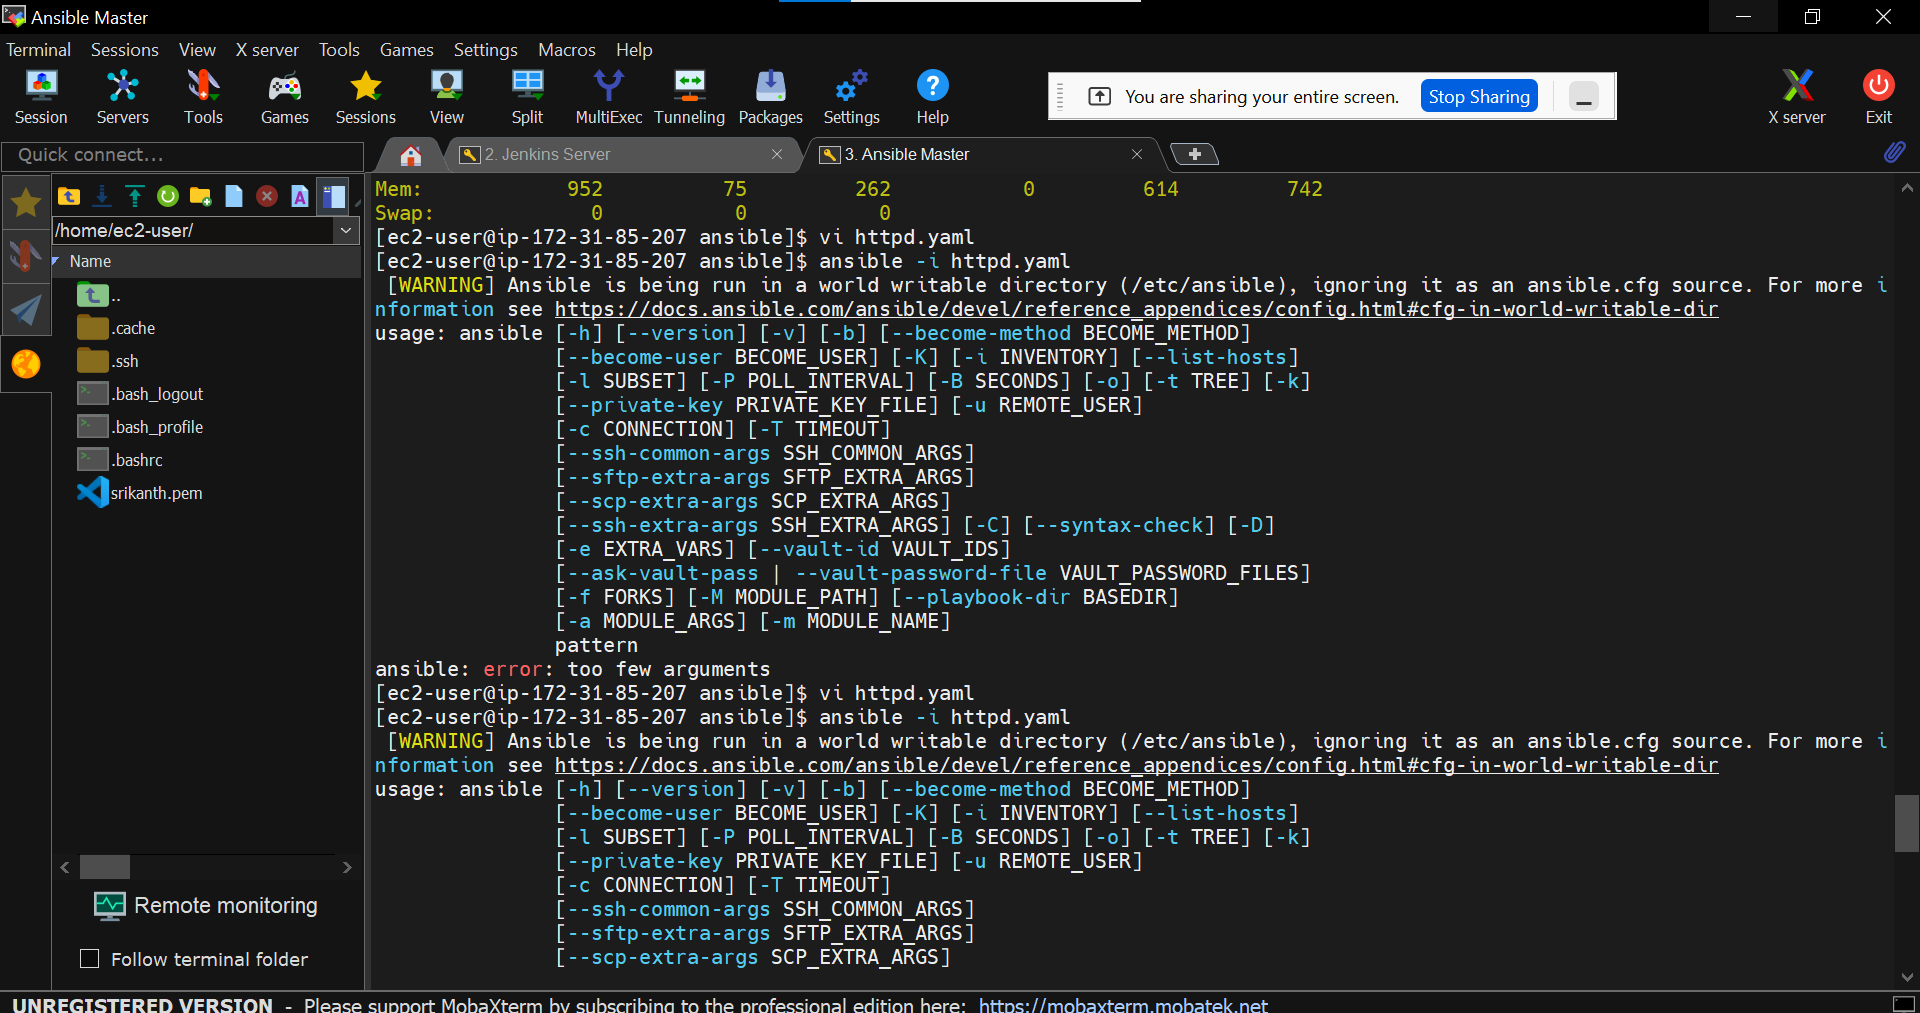 Ansible Master
Terminal Sessions View X server Tools Games Settings Macros Help
Session Servers Tools Games Sessions View Split MultiExec Tunneling Packages Settings Help
You are sharing your entire screen. Stop Sharing
X server Exit
Quick connect...
2. Jenkins Server
3. Ansible Master
/home/ec2-user/
Name
..
.cache
.ssh
.bash_logout
.bash_profile
.bashrc
srikanth.pem
Remote monitoring
Follow terminal folder
Mem: 952 75 262 0 614 742
Swap: 0 0 0
[ec2-user@ip-172-31-85-207 ansible]$ vi httpd.yaml
[ec2-user@ip-172-31-85-207 ansible]$ ansible -i httpd.yaml
[WARNING] Ansible is being run in a world writable directory (/etc/ansible), ignoring it as an ansible.cfg source. For more i
nformation see https://docs.ansible.com/ansible/devel/reference_appendices/config.html#cfg-in-world-writable-dir
usage: ansible [-h] [--version] [-v] [-b] [--become-method BECOME_METHOD]
[--become-user BECOME_USER] [-K] [-i INVENTORY] [--list-hosts]
[-l SUBSET] [-P POLL_INTERVAL] [-B SECONDS] [-o] [-t TREE] [-k]
[--private-key PRIVATE_KEY_FILE] [-u REMOTE_USER]
[-c CONNECTION] [-T TIMEOUT]
[--ssh-common-args SSH_COMMON_ARGS]
[--sftp-extra-args SFTP_EXTRA_ARGS]
[--scp-extra-args SCP_EXTRA_ARGS]
[--ssh-extra-args SSH_EXTRA_ARGS] [-C] [--syntax-check] [-D]
[-e EXTRA_VARS] [--vault-id VAULT_IDS]
[--ask-vault-pass | --vault-password-file VAULT_PASSWORD_FILES]
[-f FORKS] [-M MODULE_PATH] [--playbook-dir BASEDIR]
[-a MODULE_ARGS] [-m MODULE_NAME]
pattern
ansible: error: too few arguments
[ec2-user@ip-172-31-85-207 ansible]$ vi httpd.yaml
[ec2-user@ip-172-31-85-207 ansible]$ ansible -i httpd.yaml
[WARNING] Ansible is being run in a world writable directory (/etc/ansible), ignoring it as an ansible.cfg source. For more i
nformation see https://docs.ansible.com/ansible/devel/reference_appendices/config.html#cfg-in-world-writable-dir
usage: ansible [-h] [--version] [-v] [-b] [--become-method BECOME_METHOD]
[--become-user BECOME_USER] [-K] [-i INVENTORY] [--list-hosts]
[-l SUBSET] [-P POLL_INTERVAL] [-B SECONDS] [-o] [-t TREE] [-k]
[--private-key PRIVATE_KEY_FILE] [-u REMOTE_USER]
[-c CONNECTION] [-T TIMEOUT]
[--ssh-common-args SSH_COMMON_ARGS]
[--sftp-extra-args SFTP_EXTRA_ARGS]
[--scp-extra-args SCP_EXTRA_ARGS]
UNREGISTERED VERSION - Please support MobaXterm by subscribing to the professional edition here: https://mobaxterm.mobatek.net